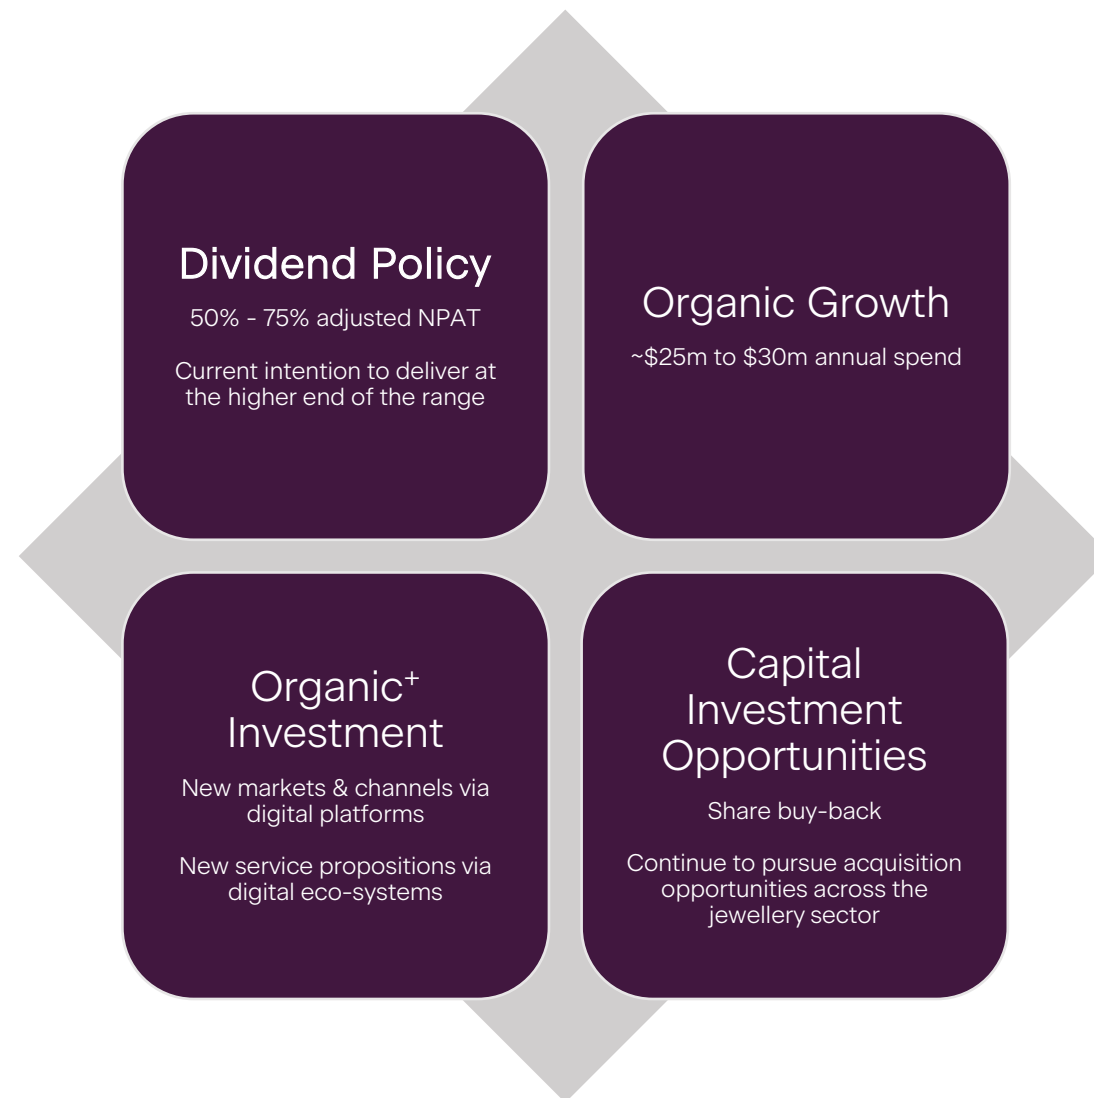 Dividend Policy
50% - 75% adjusted NPAT
Current intention to deliver at
the higher end of the range
Organic Growth
~$25m to $30m annual spend
Organic⁺
Investment
New markets & channels via
digital platforms
New service propositions via
digital eco-systems
Capital
Investment
Opportunities
Share buy-back
Continue to pursue acquisition
opportunities across the
jewellery sector